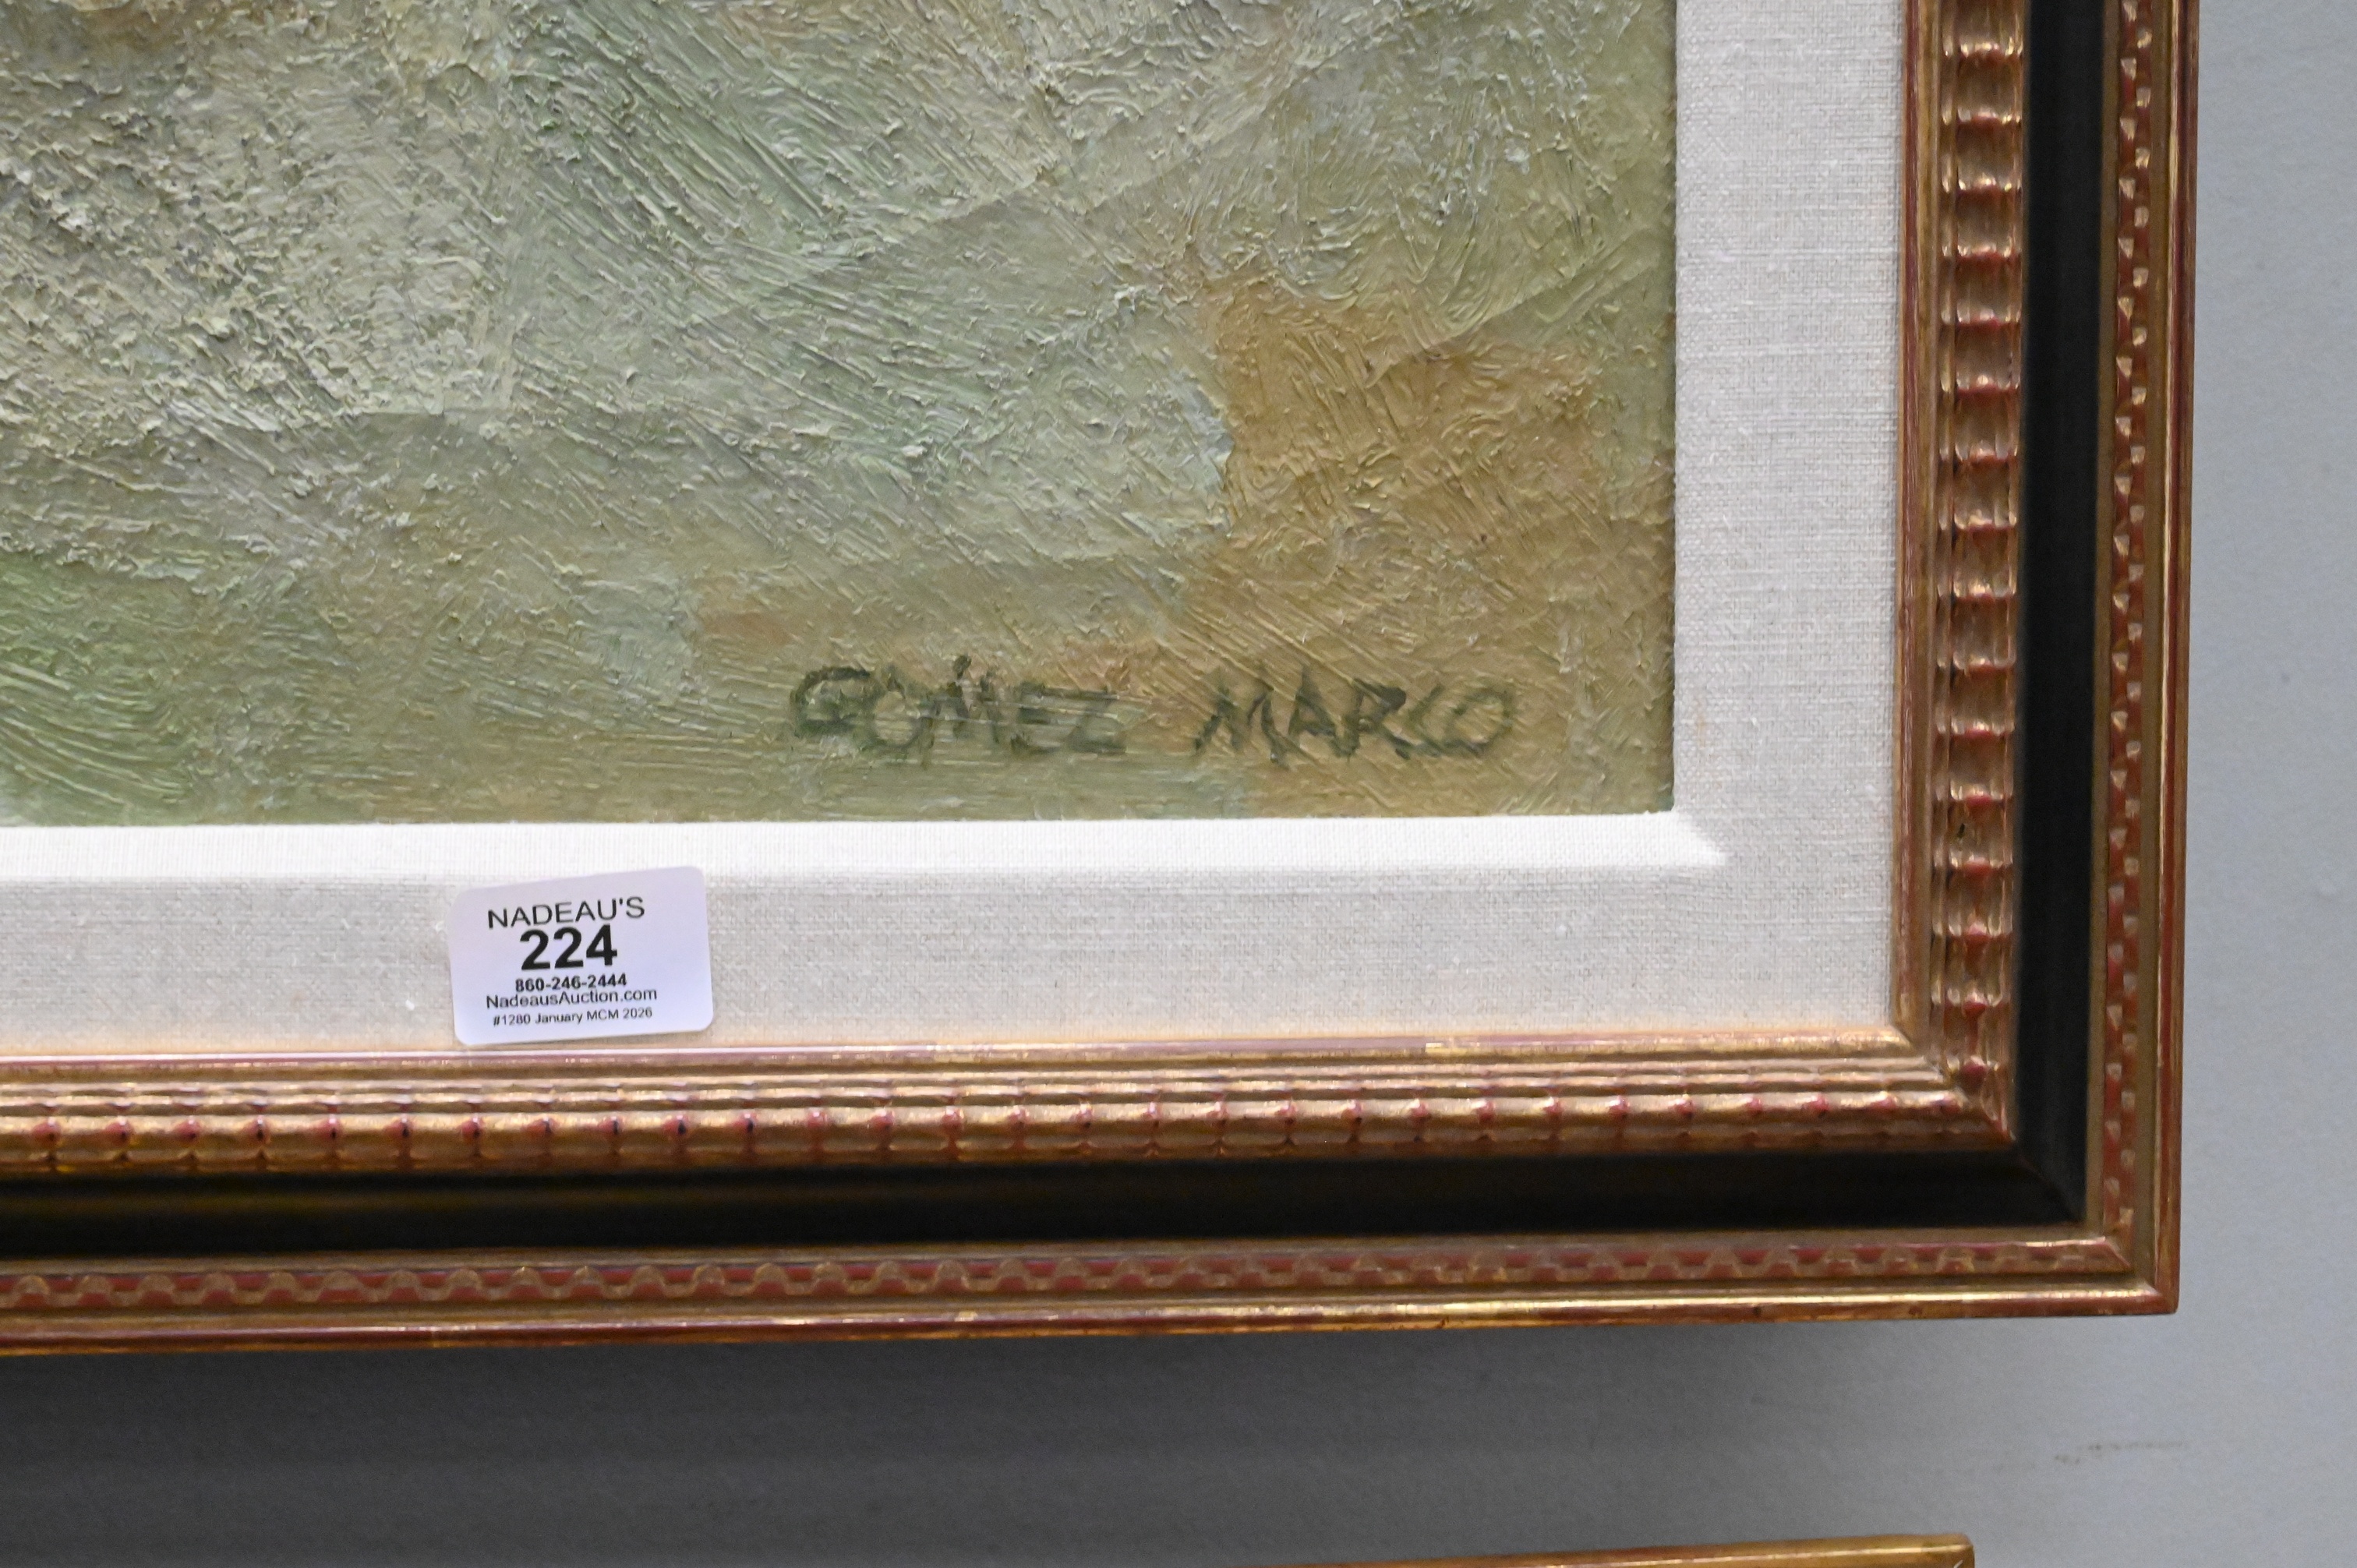 GÓMEZ MARCO
NADEAU'S
224
860-246-2444
NadeausAuction.com
#1280 January MCM 2026